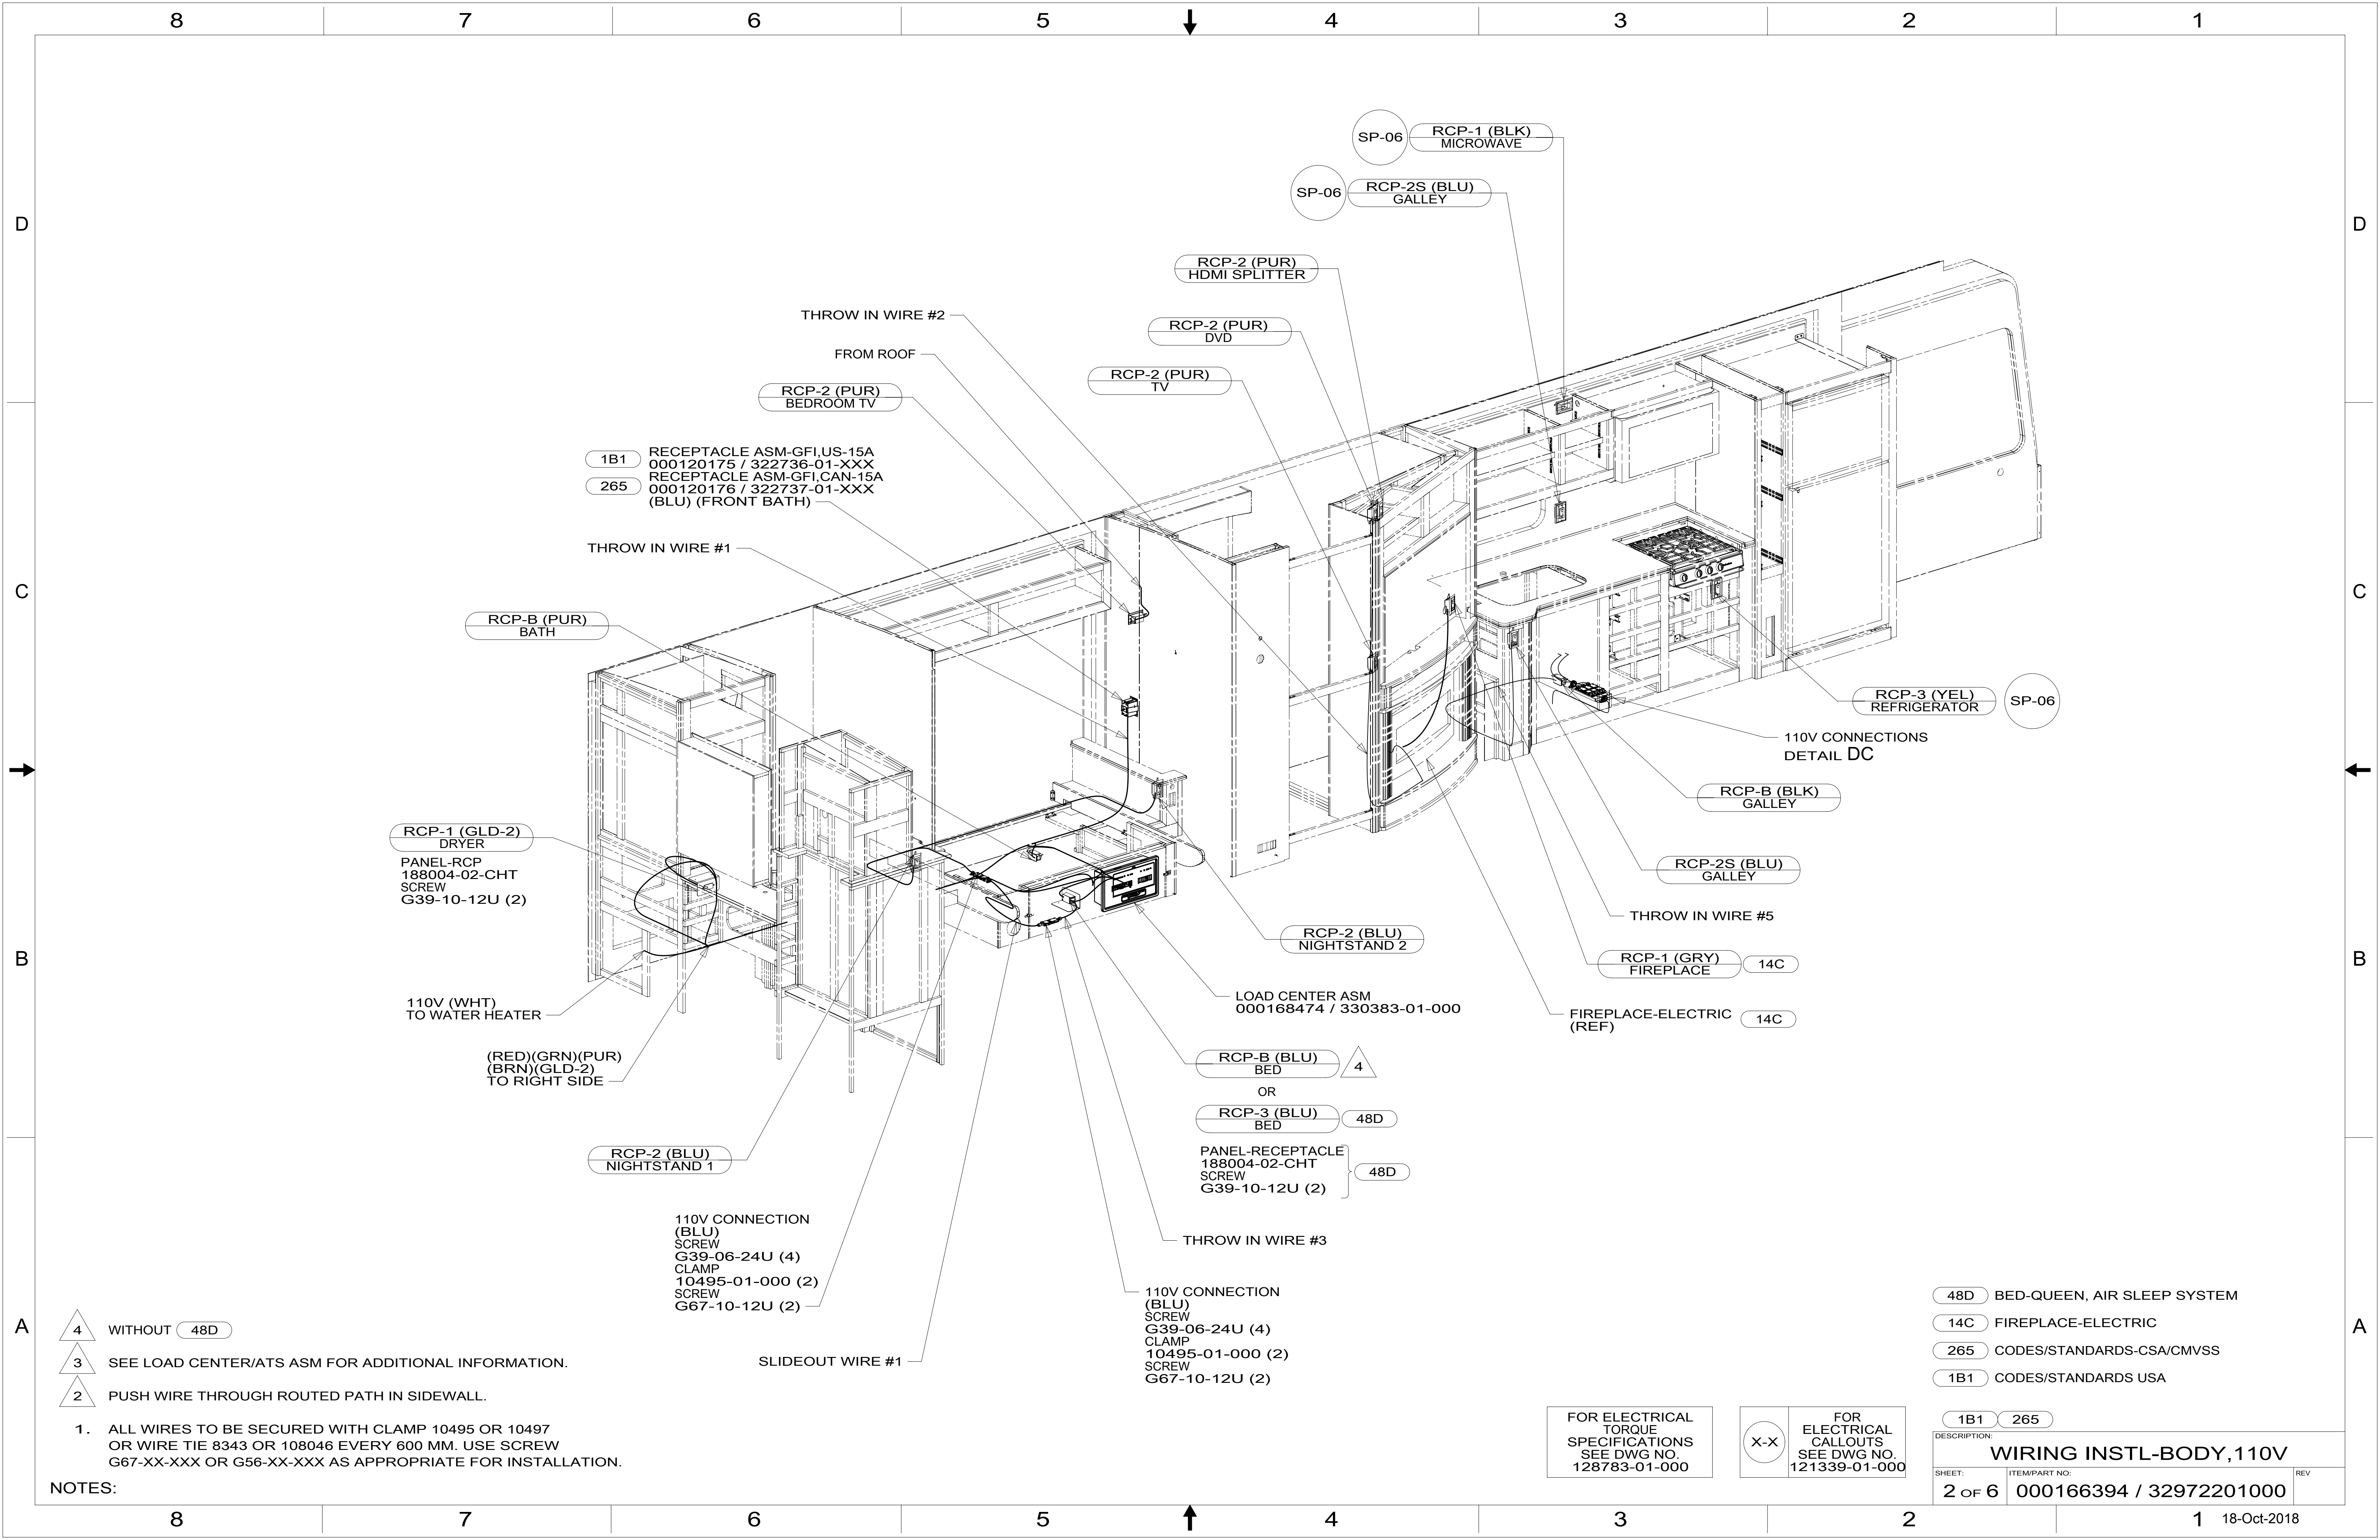 8 7 6 5 4 3 2 1
D
D
C
C
B
B
A
A
SP-06
RCP-1 (BLK)
MICROWAVE
SP-06
RCP-2S (BLU)
GALLEY
RCP-2 (PUR)
HDMI SPLITTER
THROW IN WIRE #2
RCP-2 (PUR)
DVD
FROM ROOF
RCP-2 (PUR)
TV
RCP-2 (PUR)
BEDROOM TV
1B1
RECEPTACLE ASM-GFI,US-15A
000120175 / 322736-01-XXX
265
RECEPTACLE ASM-GFI,CAN-15A
000120176 / 322737-01-XXX
(BLU) (FRONT BATH)
THROW IN WIRE #1
RCP-B (PUR)
BATH
RCP-3 (YEL)
REFRIGERATOR
SP-06
110V CONNECTIONS
DETAIL DC
RCP-B (BLK)
GALLEY
RCP-1 (GLD-2)
DRYER
PANEL-RCP
188004-02-CHT
SCREW
G39-10-12U (2)
RCP-2S (BLU)
GALLEY
THROW IN WIRE #5
RCP-2 (BLU)
NIGHTSTAND 2
RCP-1 (GRY)
FIREPLACE
14C
110V (WHT)
TO WATER HEATER
LOAD CENTER ASM
000168474 / 330383-01-000
FIREPLACE-ELECTRIC
(REF)
14C
(RED)(GRN)(PUR)
(BRN)(GLD-2)
TO RIGHT SIDE
RCP-B (BLU)
BED
4
OR
RCP-3 (BLU)
BED
48D
PANEL-RECEPTACLE
188004-02-CHT
SCREW
G39-10-12U (2)
48D
RCP-2 (BLU)
NIGHTSTAND 1
110V CONNECTION
(BLU)
SCREW
G39-06-24U (4)
CLAMP
10495-01-000 (2)
SCREW
G67-10-12U (2)
THROW IN WIRE #3
110V CONNECTION
(BLU)
SCREW
G39-06-24U (4)
CLAMP
10495-01-000 (2)
SCREW
G67-10-12U (2)
SLIDEOUT WIRE #1
4 WITHOUT 48D
3 SEE LOAD CENTER/ATS ASM FOR ADDITIONAL INFORMATION.
2 PUSH WIRE THROUGH ROUTED PATH IN SIDEWALL.
1. ALL WIRES TO BE SECURED WITH CLAMP 10495 OR 10497
OR WIRE TIE 8343 OR 108046 EVERY 600 MM. USE SCREW
G67-XX-XXX OR G56-XX-XXX AS APPROPRIATE FOR INSTALLATION.
NOTES:
48D BED-QUEEN, AIR SLEEP SYSTEM
14C FIREPLACE-ELECTRIC
265 CODES/STANDARDS-CSA/CMVSS
1B1 CODES/STANDARDS USA
FOR ELECTRICAL
TORQUE
SPECIFICATIONS
SEE DWG NO.
128783-01-000
X-X
FOR
ELECTRICAL
CALLOUTS
SEE DWG NO.
121339-01-000
1B1 265
DESCRIPTION:
WIRING INSTL-BODY,110V
SHEET:
2 OF 6
ITEM/PART NO:
000166394 / 32972201000
REV
8 7 6 5 4 3 2 1
18-Oct-2018